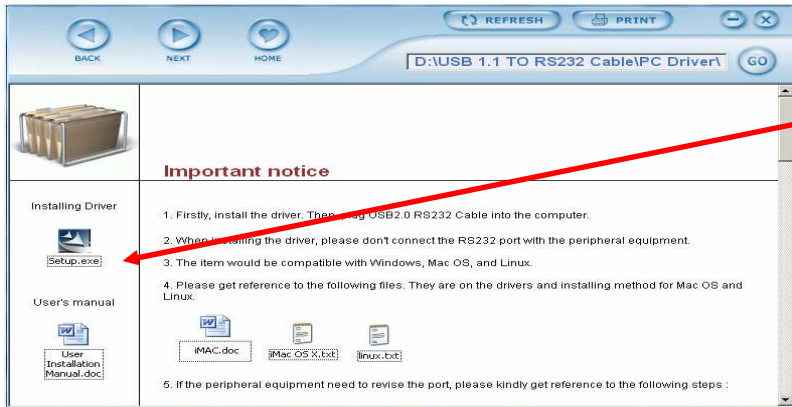 REFRESH
PRINT
BACK
NEXT
HOME
D:\USB 1.1 TO RS232 Cable\PC Driver\
GO
Important notice
Installing Driver
Setup.exe
User's manual
User
Installation
Manual.doc
1. Firstly, install the driver. Then, plug USB2.0 RS232 Cable into the computer.
2. When installing the driver, please don't connect the RS232 port with the peripheral equipment.
3. The item would be compatible with Windows, Mac OS, and Linux.
4. Please get reference to the following files. They are on the drivers and installing method for Mac OS and
Linux.
iMAC.doc
iMac OS X.txt
linux.txt
5. If the peripheral equipment need to revise the port, please kindly get reference to the following steps :